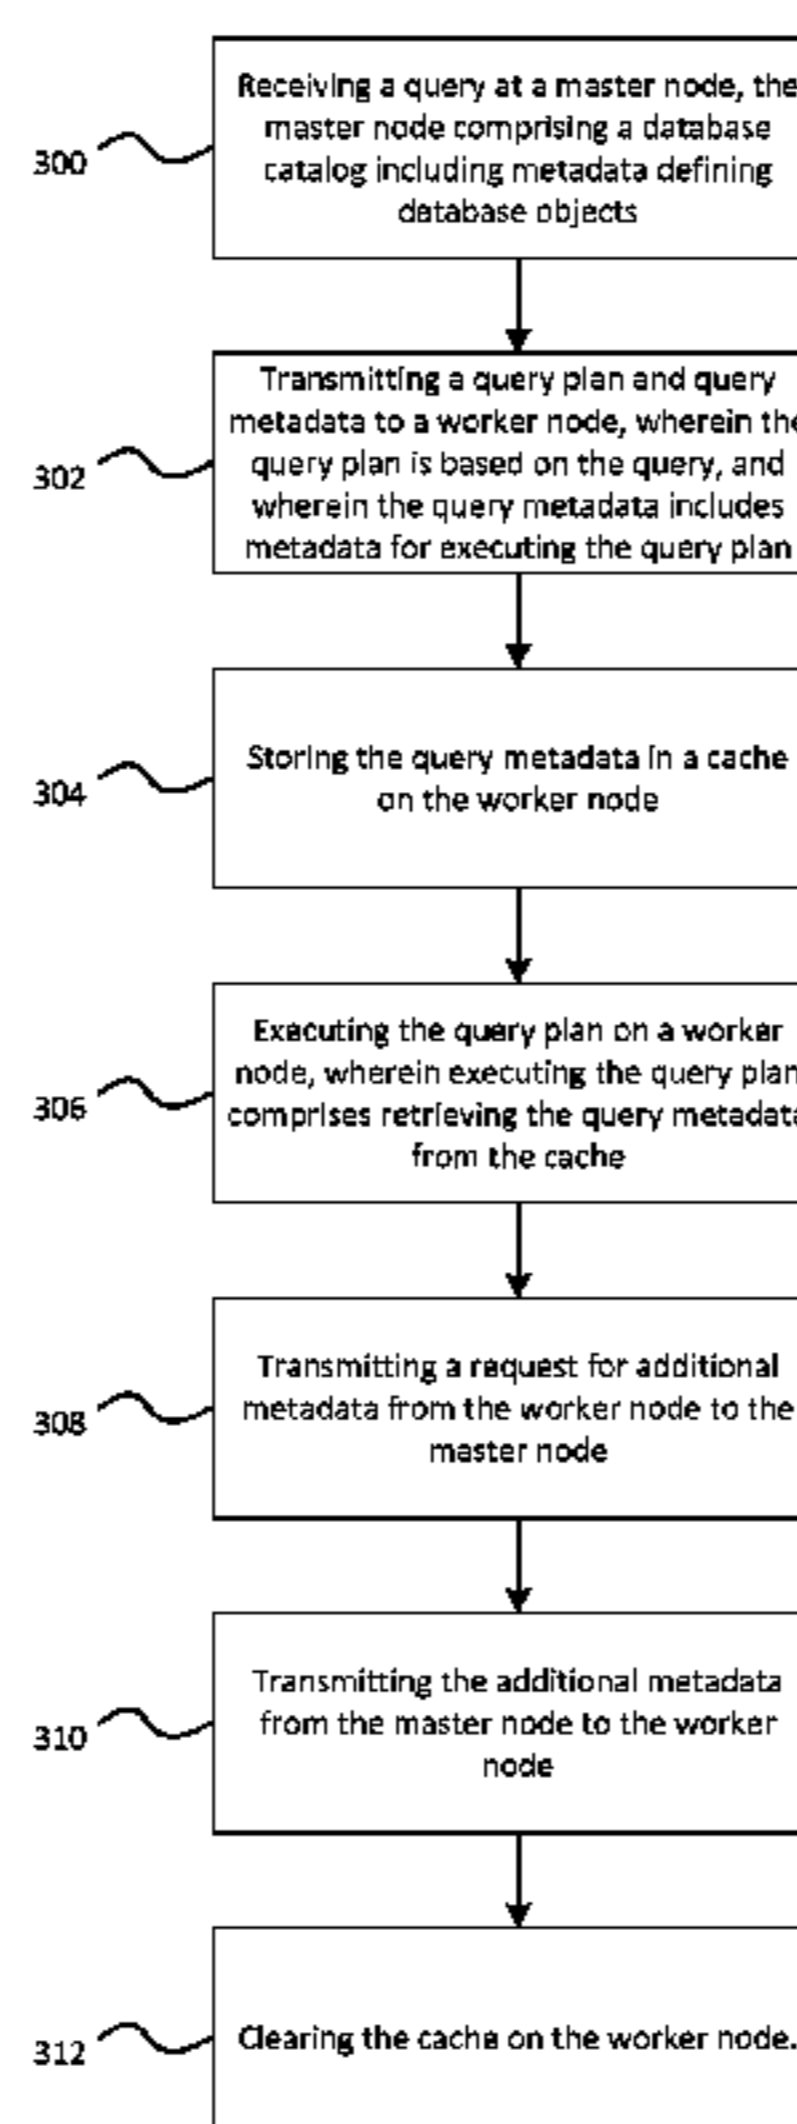 Receiving a query at a master node, the
master node comprising a database
catalog including metadata defining
database objects
300
Transmitting a query plan and query
metadata to a worker node, wherein the
query plan is based on the query, and
wherein the query metadata includes
metadata for executing the query plan
302
Storing the query metadata in a cache
on the worker node
304
Executing the query plan on a worker
node, wherein executing the query plan
comprises retrieving the query metadata
from the cache
306
Transmitting a request for additional
metadata from the worker node to the
master node
308
Transmitting the additional metadata
from the master node to the worker
node
310
Clearing the cache on the worker node.
312